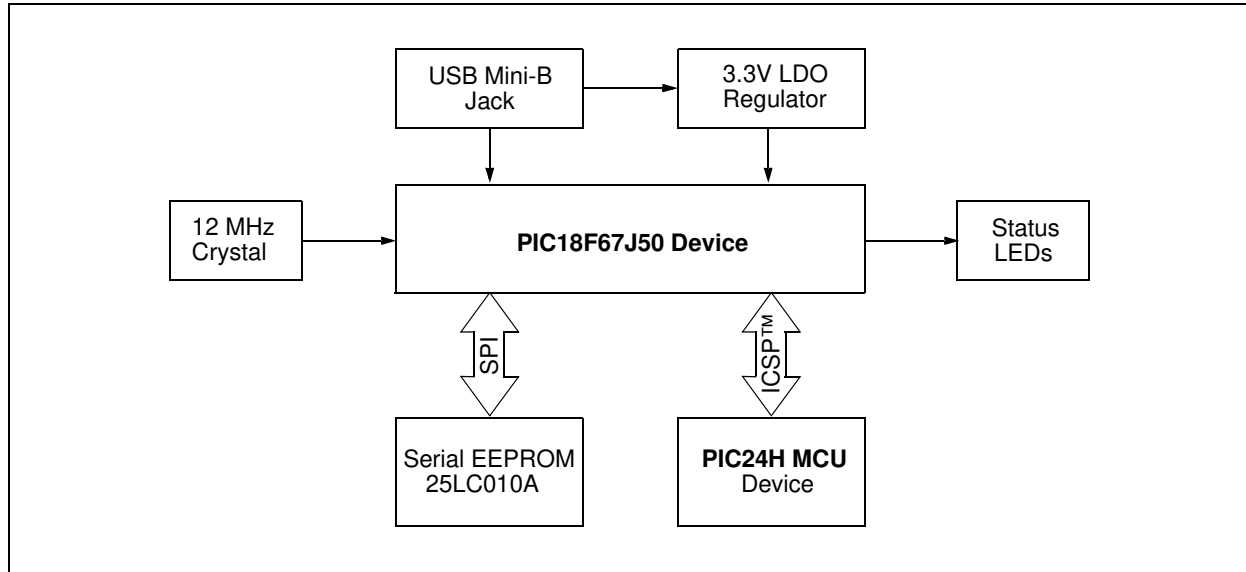 USB Mini-B
Jack
3.3V LDO
Regulator
12 MHz
Crystal
PIC18F67J50 Device
Status
LEDs
SPI
ICSP™
Serial EEPROM
25LC010A
PIC24H MCU
Device